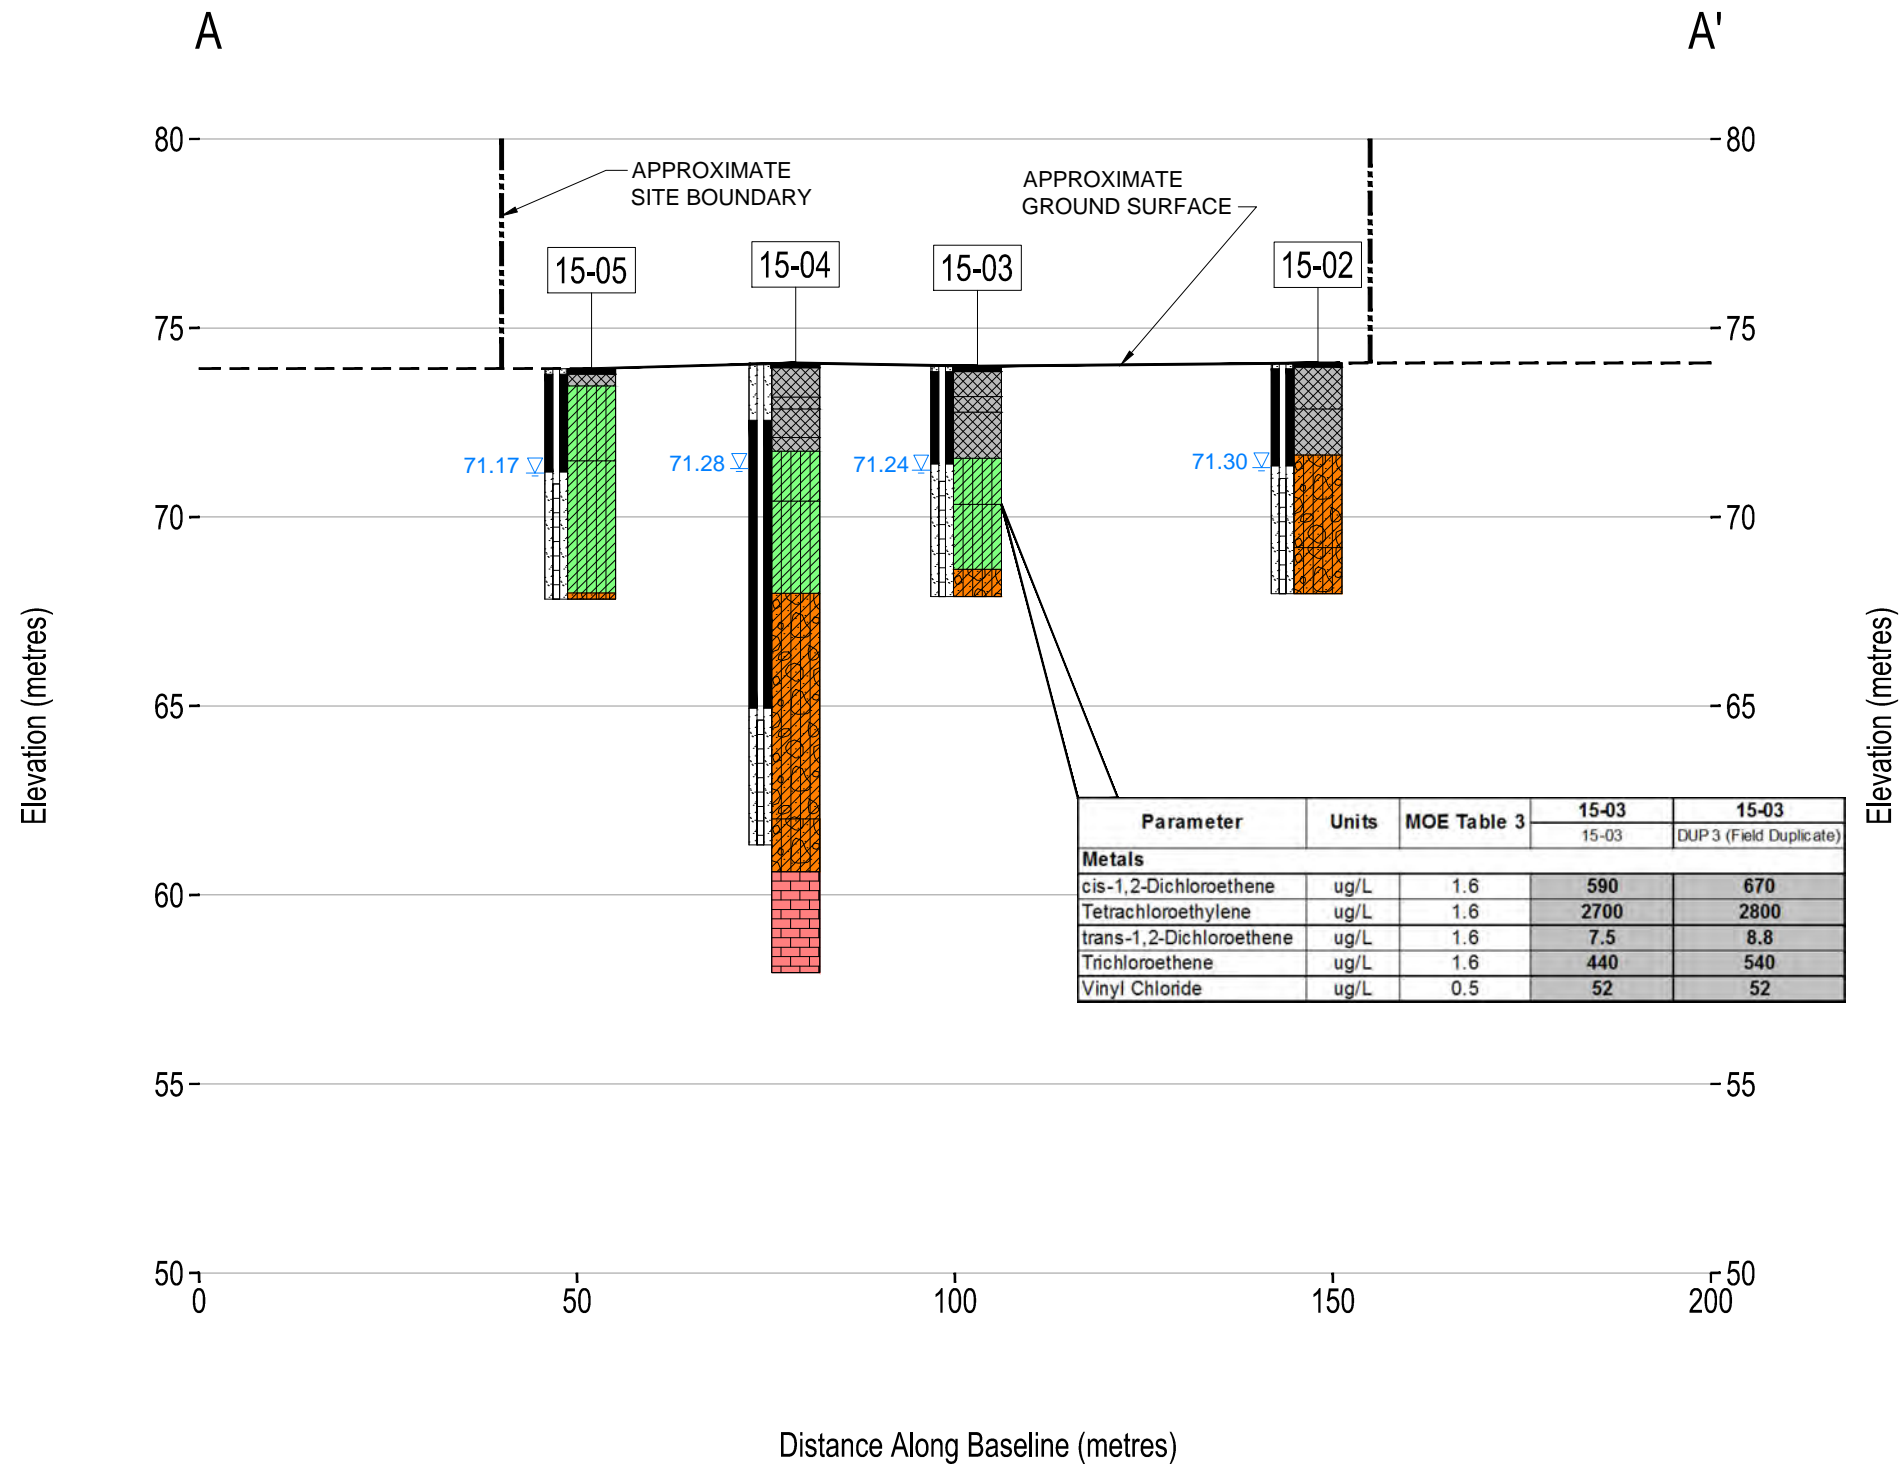 A A'
80 80
APPROXIMATE
SITE BOUNDARY
APPROXIMATE
GROUND SURFACE
15-05 15-04 15-03 15-02
75 75
71.17 71.28 71.24 71.30
70 70
65 65
Elevation (metres) Elevation (metres)
Parameter Units MOE Table 3 15-03 15-03
15-03 DUP 3 (Field Duplicate)
Metals
cis-1,2-Dichloroethene ug/L 1.6 590 670
Tetrachloroethylene ug/L 1.6 2700 2800
trans-1,2-Dichloroethene ug/L 1.6 7.5 8.8
Trichloroethene ug/L 1.6 440 540
Vinyl Chloride ug/L 0.5 52 52
60
55 55
50 50
0 50 100 150 200
Distance Along Baseline (metres)